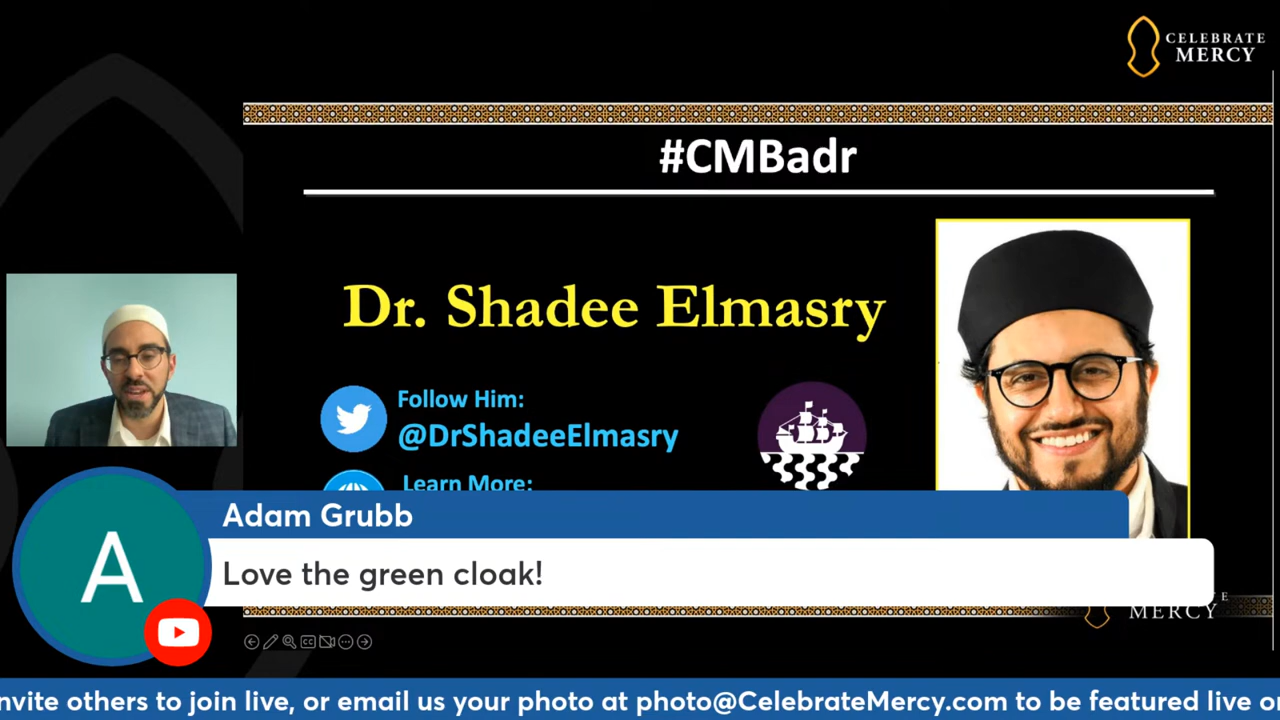 CELEBRATE
MERCY
#CMBadr
Dr. Shadee Elmasry
Follow Him:
@DrShadeeElmasry
Learn More:
A
Adam Grubb
Love the green cloak!
MERCY
CC
nvite others to join live, or email us your photo at photo@CelebrateMercy.com to be featured live o